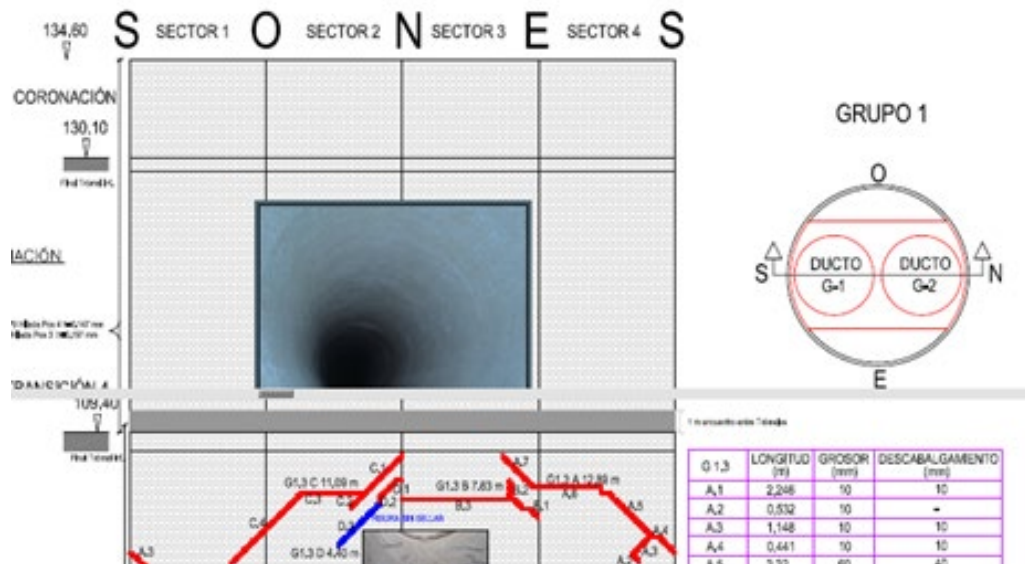 134,60
S SECTOR 1 O SECTOR 2 N SECTOR 3 E SECTOR 4 S
CORONACIÓN
130,10
GRUPO 1
O
S DUCTO G-1 DUCTO G-2 N
E
ACIÓN
TRANSICIÓN 4
109,40
C.1
G1,3 C 11,09 m
C.3
C.4
D.2
D.3
G1,3 D 4,40 m
G1,3 B 7,63 m
B.3
B.2
B.1
A.7
G1,3 A 12,89 m
A.6
A.5
A.4
A.3
A.3
G 1,3 LONGITUD (m) GROSOR (mm) DESCABALGAMIENTO (mm)
A,1 2,246 10 10
A,2 0,532 10 -
A,3 1,148 10 10
A,4 0,441 10 10